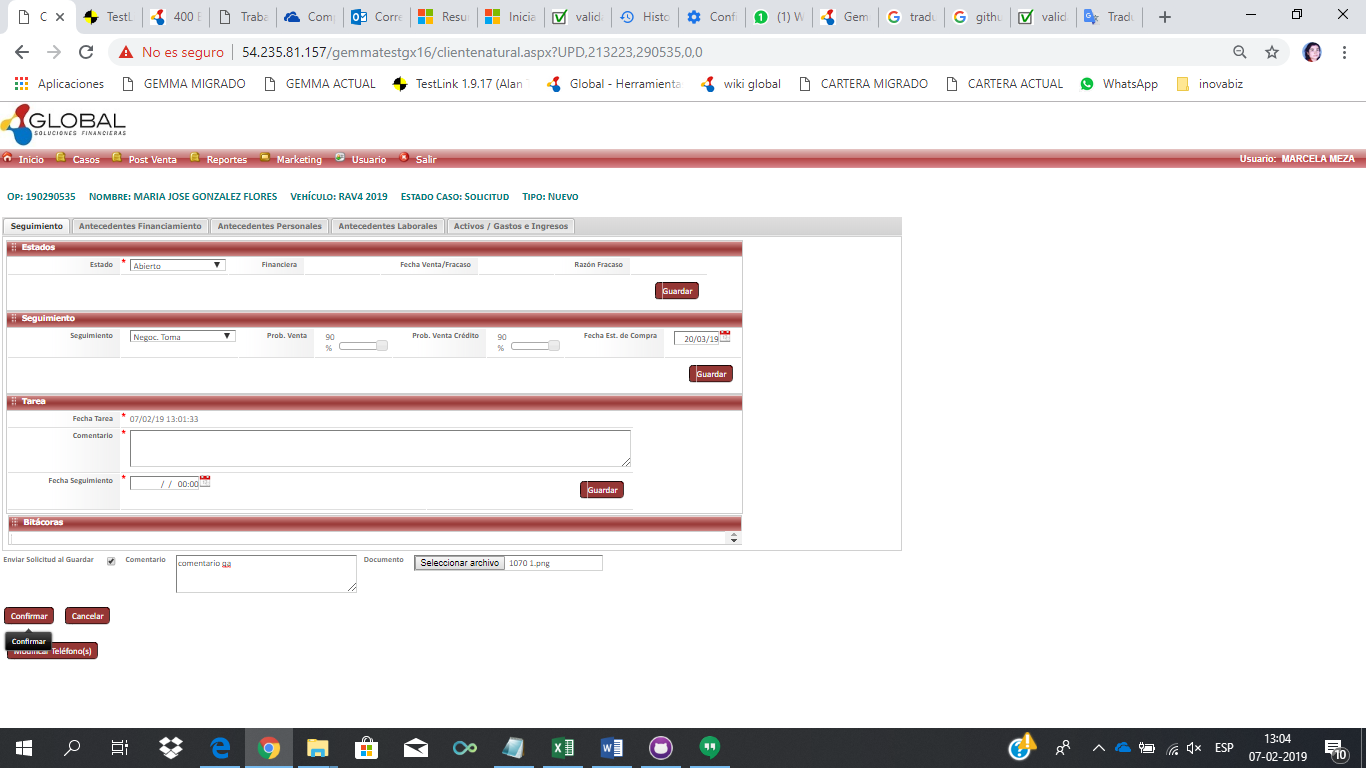 C
TestL
400 E
Traba
Com
Corre
Resu
Inicia
valid
Histo
Confi
(1) W
Gem
tradu
githu
valid
Tradu
No es seguro | 54.235.81.157/gemmatestgx16/clientenatural.aspx?UPD,213223,290535,0,0
Aplicaciones GEMMA MIGRADO GEMMA ACTUAL TestLink 1.9.17 (Alan Global - Herramienta wiki global CARTERA MIGRADO CARTERA ACTUAL WhatsApp inovabiz
GLOBAL
SOLUCIONES FINANCIERAS
Inicio Casos Post Venta Reportes Marketing Usuario Salir Usuario: MARCELA MEZA
Op: 190290535 Nombre: MARIA JOSE GONZALEZ FLORES Vehículo: RAV4 2019 Estado Caso: Solicitud Tipo: Nuevo
Seguimiento Antecedentes Financiamiento Antecedentes Personales Antecedentes Laborales Activos / Gastos e Ingresos
Estados
Estado * Abierto Financiera Fecha Venta/Fracaso Razón Fracaso
Guardar
Seguimiento
Seguimiento Negoc. Toma Prob. Venta 90 % Prob. Venta Crédito 90 % Fecha Est. de Compra 20/03/19
Guardar
Tarea
Fecha Tarea * 07/02/19 13:01:33
Comentario *
Fecha Seguimiento * / / 00:00 Guardar
Bitácoras
Enviar Solicitud al Guardar Comentario comentario qa Documento Seleccionar archivo 1070 1.png
Confirmar Cancelar
Confirmar
Modificar Teléfono(s)
ESP 13:04
07-02-2019
10